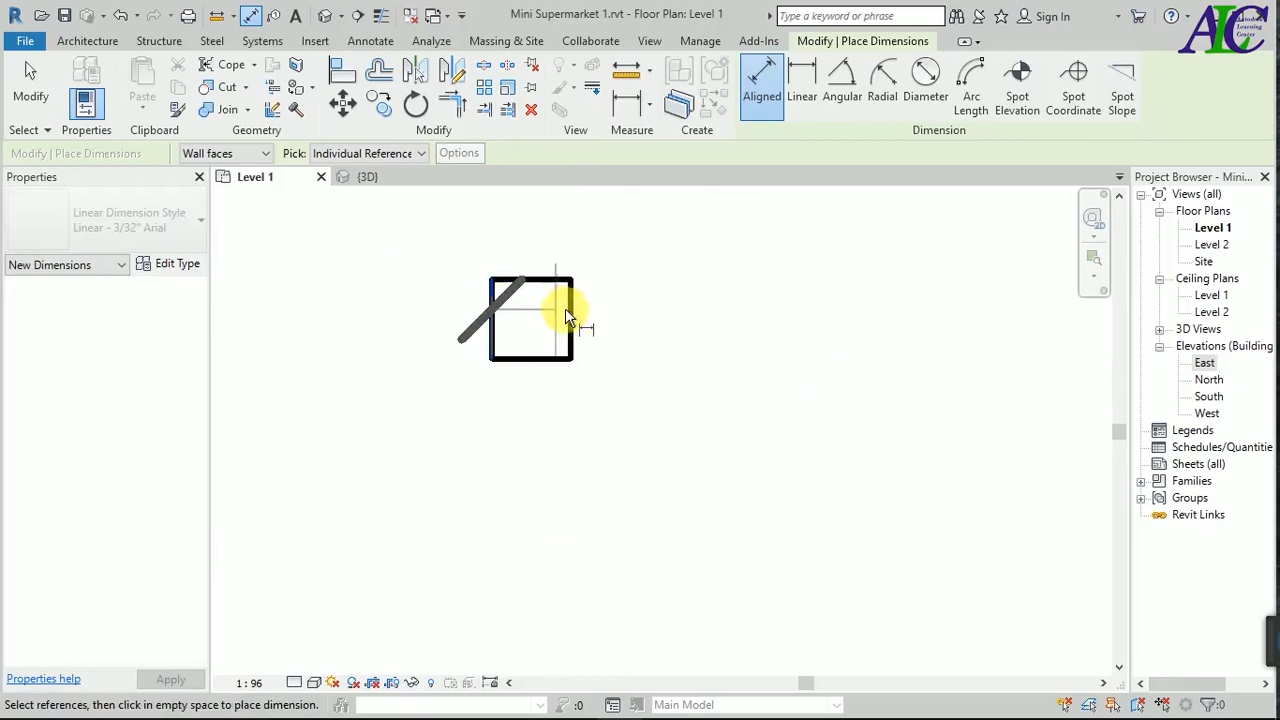 Mini Supermarket 1.rvt - Floor Plan: Level 1
Type a keyword or phrase
Sign In
ALC
Autodesk
Learning
Center
File
Architecture
Structure
Steel
Systems
Insert
Annotate
Analyze
Massing & Site
Collaborate
View
Manage
Add-Ins
Modify | Place Dimensions
Modify
Paste
Cope
Cut
Join
Aligned
Linear
Angular
Radial
Diameter
Arc
Length
Spot
Elevation
Spot
Coordinate
Spot
Slope
Select
Properties
Clipboard
Geometry
Modify
View
Measure
Create
Dimension
Modify | Place Dimensions
Wall faces
Pick:
Individual Reference
Options
Properties
Level 1
{3D}
Project Browser - Mini...
Linear Dimension Style
Linear - 3/32" Arial
New Dimensions
Edit Type
2D
Views (all)
Floor Plans
Level 1
Level 2
Site
Ceiling Plans
Level 1
Level 2
3D Views
Elevations (Building
East
North
South
West
Legends
Schedules/Quantitie
Sheets (all)
Families
Groups
Revit Links
Properties help
Apply
1 : 96
Select references, then click in empty space to place dimension.
:0
Main Model
:0